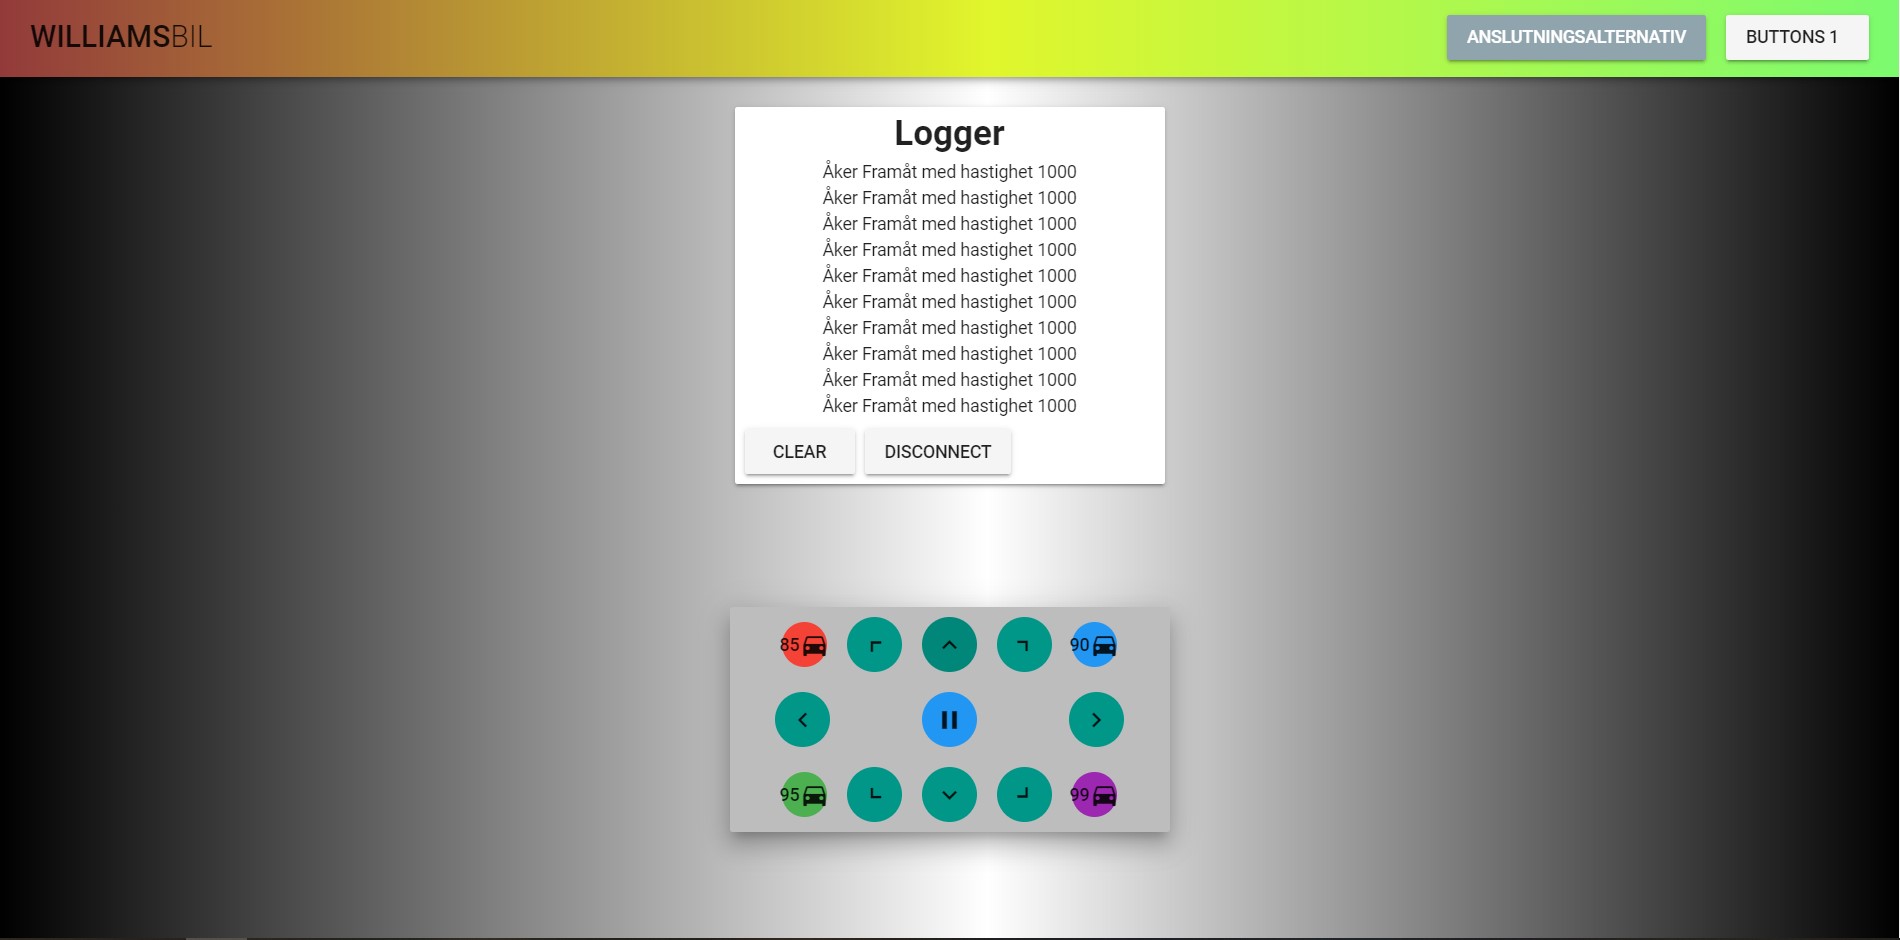 WILLIAMSBIL
ANSLUTNINGSALTERNATIV
BUTTONS 1
Logger
Åker Framåt med hastighet 1000
Åker Framåt med hastighet 1000
Åker Framåt med hastighet 1000
Åker Framåt med hastighet 1000
Åker Framåt med hastighet 1000
Åker Framåt med hastighet 1000
Åker Framåt med hastighet 1000
Åker Framåt med hastighet 1000
Åker Framåt med hastighet 1000
Åker Framåt med hastighet 1000
CLEAR
DISCONNECT
85
90
95
99